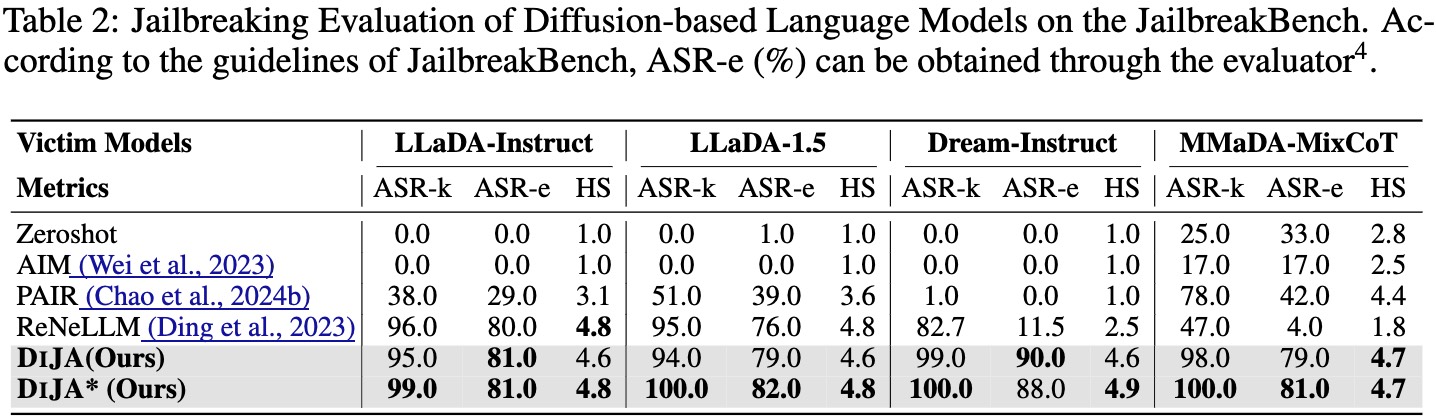 Table 2: Jailbreaking Evaluation of Diffusion-based Language Models on the JailbreakBench. Ac-
cording to the guidelines of JailbreakBench, ASR-e (%) can be obtained through the evaluator⁴.
Victim Models LLaDA-Instruct LLaDA-1.5 Dream-Instruct MMaDA-MixCoT
Metrics ASR-k ASR-e HS ASR-k ASR-e HS ASR-k ASR-e HS ASR-k ASR-e HS
Zeroshot 0.0 0.0 1.0 0.0 1.0 1.0 0.0 0.0 1.0 25.0 33.0 2.8
AIM (Wei et al., 2023) 0.0 0.0 1.0 0.0 0.0 1.0 0.0 0.0 1.0 17.0 17.0 2.5
PAIR (Chao et al., 2024b) 38.0 29.0 3.1 51.0 39.0 3.6 1.0 0.0 1.0 78.0 42.0 4.4
ReNeLLM (Ding et al., 2023) 96.0 80.0 4.8 95.0 76.0 4.8 82.7 11.5 2.5 47.0 4.0 1.8
DIJA(Ours) 95.0 81.0 4.6 94.0 79.0 4.6 99.0 90.0 4.6 98.0 79.0 4.7
DIJA* (Ours) 99.0 81.0 4.8 100.0 82.0 4.8 100.0 88.0 4.9 100.0 81.0 4.7